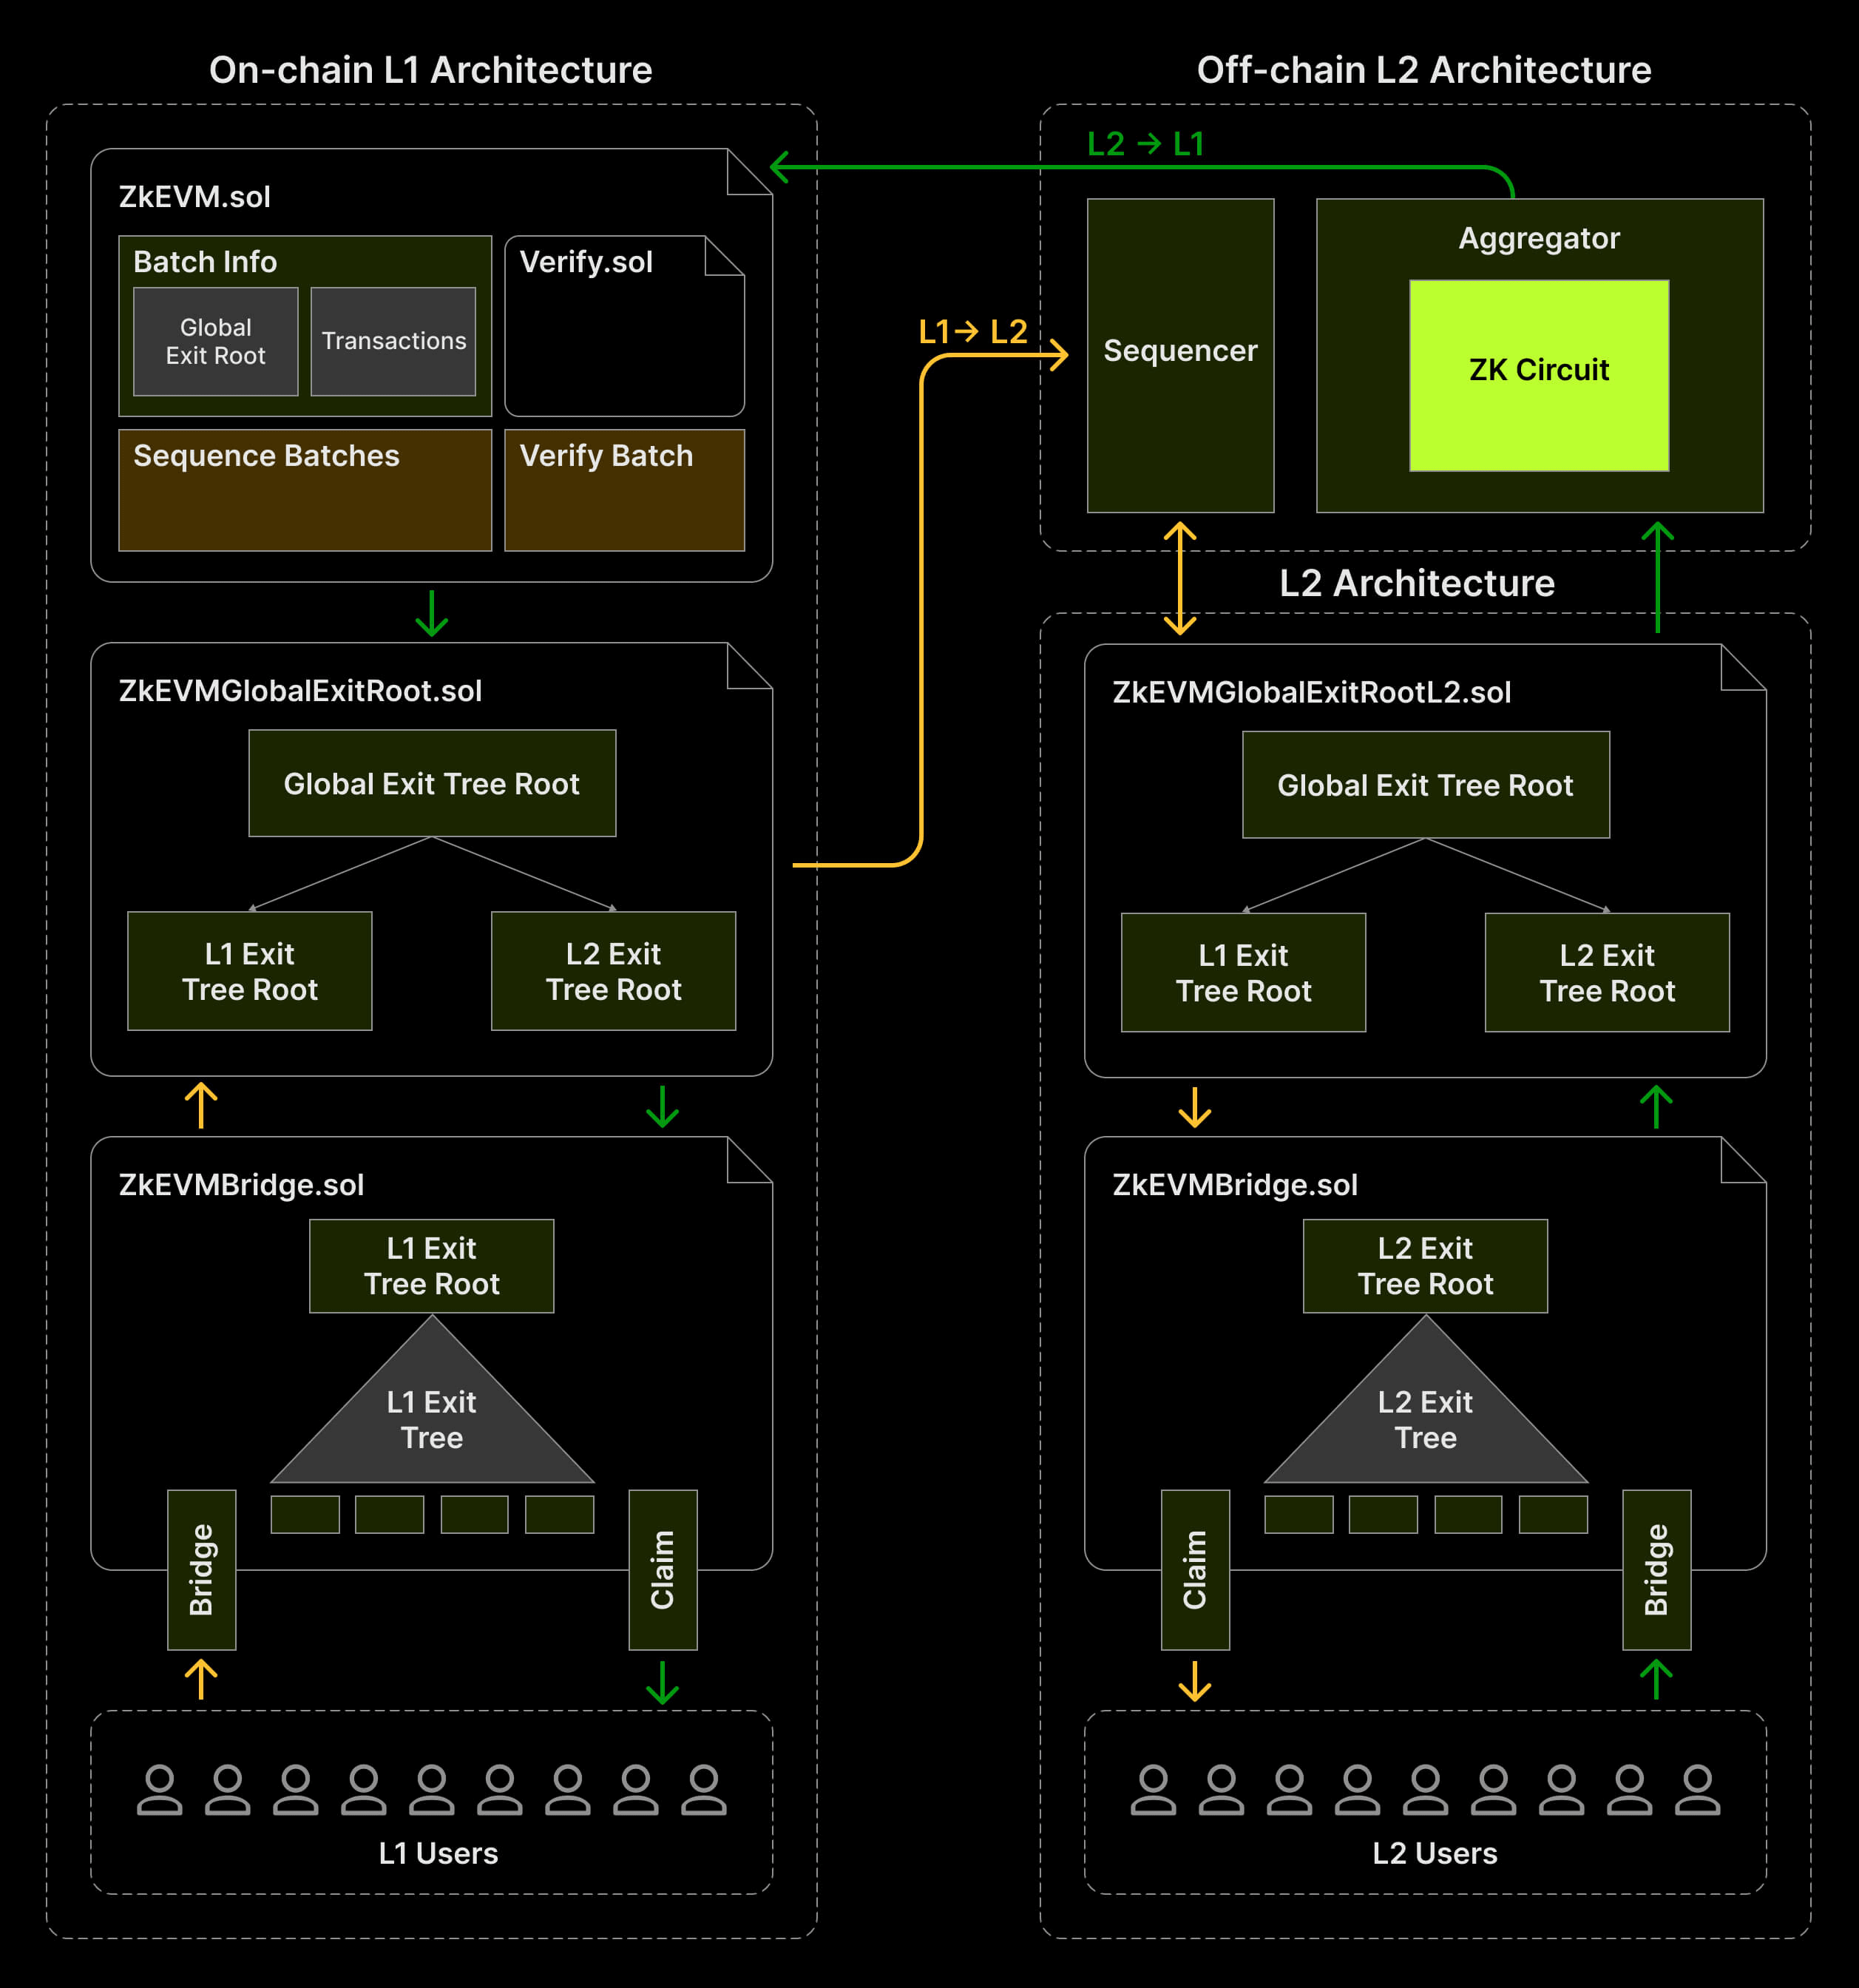 On-chain L1 Architecture
ZkEVM.sol
Batch Info
Global
Exit Root
Transactions
Verify.sol
Sequence Batches
Verify Batch
ZkEVMGlobalExitRoot.sol
Global Exit Tree Root
L1 Exit
Tree Root
L2 Exit
Tree Root
ZkEVMBridge.sol
L1 Exit
Tree Root
L1 Exit
Tree
Bridge
Claim
L1 Users
L1→ L2
Off-chain L2 Architecture
L2 → L1
Sequencer
Aggregator
ZK Circuit
L2 Architecture
ZkEVMGlobalExitRootL2.sol
Global Exit Tree Root
L1 Exit
Tree Root
L2 Exit
Tree Root
ZkEVMBridge.sol
L2 Exit
Tree Root
L2 Exit
Tree
Claim
Bridge
L2 Users